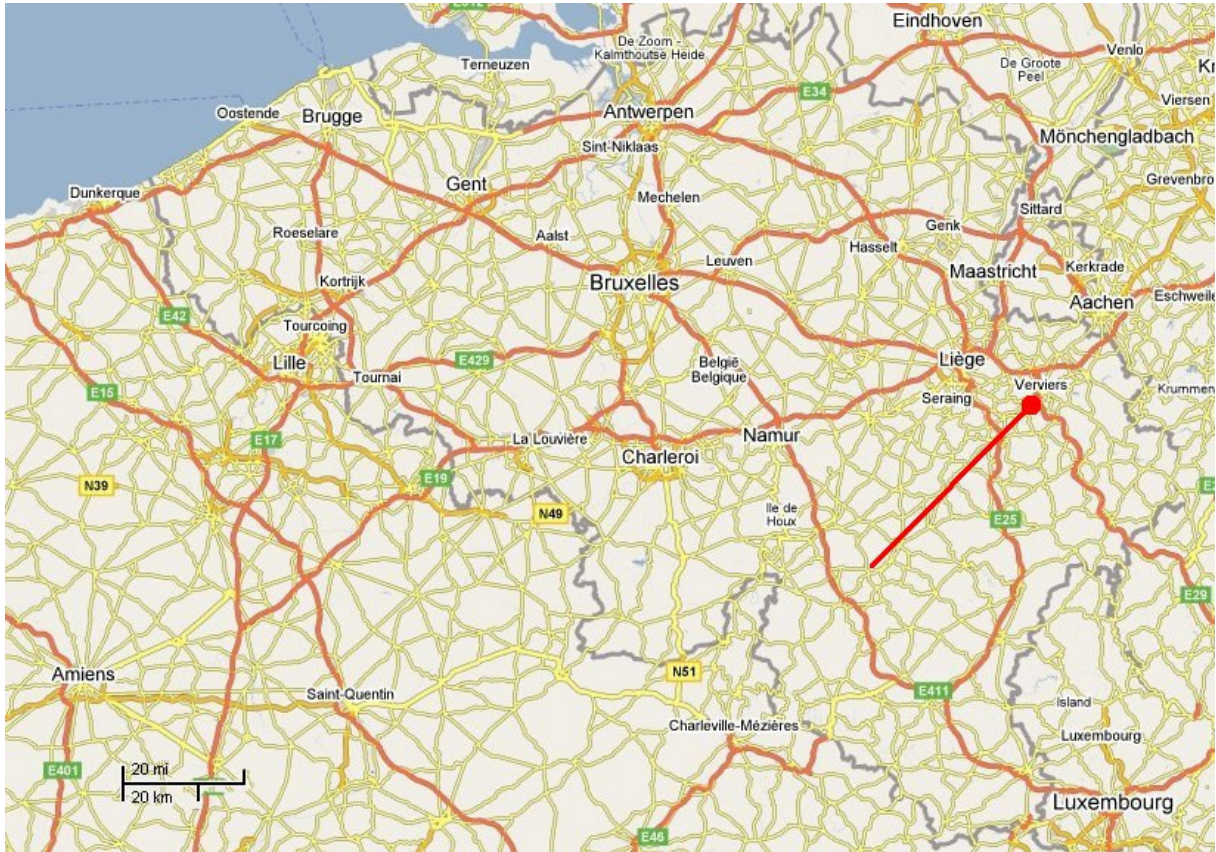 Eindhoven
De Zoom -
Kalmthoutse Heide
Terneuzen
Venlo
De Groote
Peel
E34
Viersen
Oostende
Brugge
Antwerpen
Sint-Niklaas
Mönchengladbach
Grevenbro
Dunkerque
Gent
Mechelen
Sittard
Roeselare
Aalst
Genk
Hasselt
Leuven
Kortrijk
Bruxelles
Maastricht
Kerkrade
Aachen
Eschweile
E42
Tourcoing
Lille
E429
België
Belgique
Liège
Tournai
Verviers
Seraing
Krummen
E15
E17
La Louvière
Namur
Charleroi
E19
N39
N49
Ile de
Houx
E25
E29
Amiens
Saint-Quentin
N51
E411
Island
Charleville-Mézières
Luxembourg
20 mi
20 km
E401
Luxembourg
E46